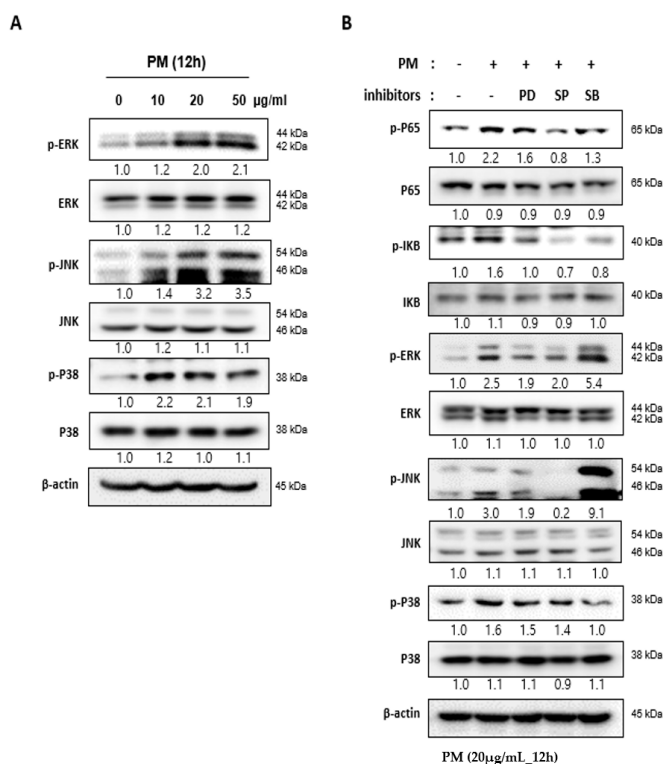 A
PM (12h)
0 10 20 50 μg/ml
p-ERK 44 kDa
42 kDa
1.0 1.2 2.0 2.1
ERK 44 kDa
42 kDa
1.0 1.2 1.2 1.2
p-JNK 54 kDa
46 kDa
1.0 1.4 3.2 3.5
JNK 54 kDa
46 kDa
1.0 1.2 1.1 1.1
p-P38 38 kDa
1.0 2.2 2.1 1.9
P38 38 kDa
1.0 1.2 1.0 1.1
β-actin 45 kDa
B
PM : - + + + +
inhibitors : - - PD SP SB
p-P65 65 kDa
1.0 2.2 1.6 0.8 1.3
P65 65 kDa
1.0 0.9 0.9 0.9 0.9
p-IKB 40 kDa
1.0 1.6 1.0 0.7 0.8
IKB 40 kDa
1.0 1.1 0.9 0.9 1.0
p-ERK 44 kDa
42 kDa
1.0 2.5 1.9 2.0 5.4
ERK 44 kDa
42 kDa
1.0 1.1 1.0 1.0 1.0
p-JNK 54 kDa
46 kDa
1.0 3.0 1.9 0.2 9.1
JNK 54 kDa
46 kDa
1.0 1.1 1.1 1.1 1.0
p-P38 38 kDa
1.0 1.6 1.5 1.4 1.0
P38 38 kDa
1.0 1.1 1.1 0.9 1.1
β-actin 45 kDa
PM (20μg/mL_12h)